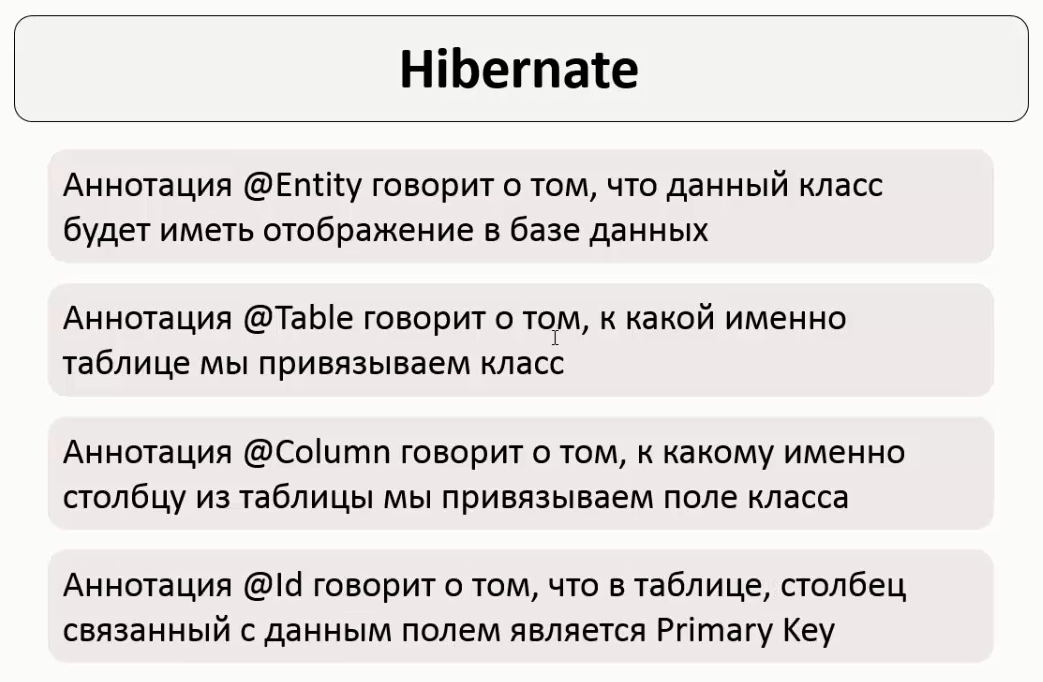 Hibernate
Аннотация @Entity говорит о том, что данный класс
будет иметь отображение в базе данных
Аннотация @Table говорит о том, к какой именно
таблице мы привязываем класс
Аннотация @Column говорит о том, к какому именно
столбцу из таблицы мы привязываем поле класса
Аннотация @Id говорит о том, что в таблице, столбец
связанный с данным полем является Primary Key